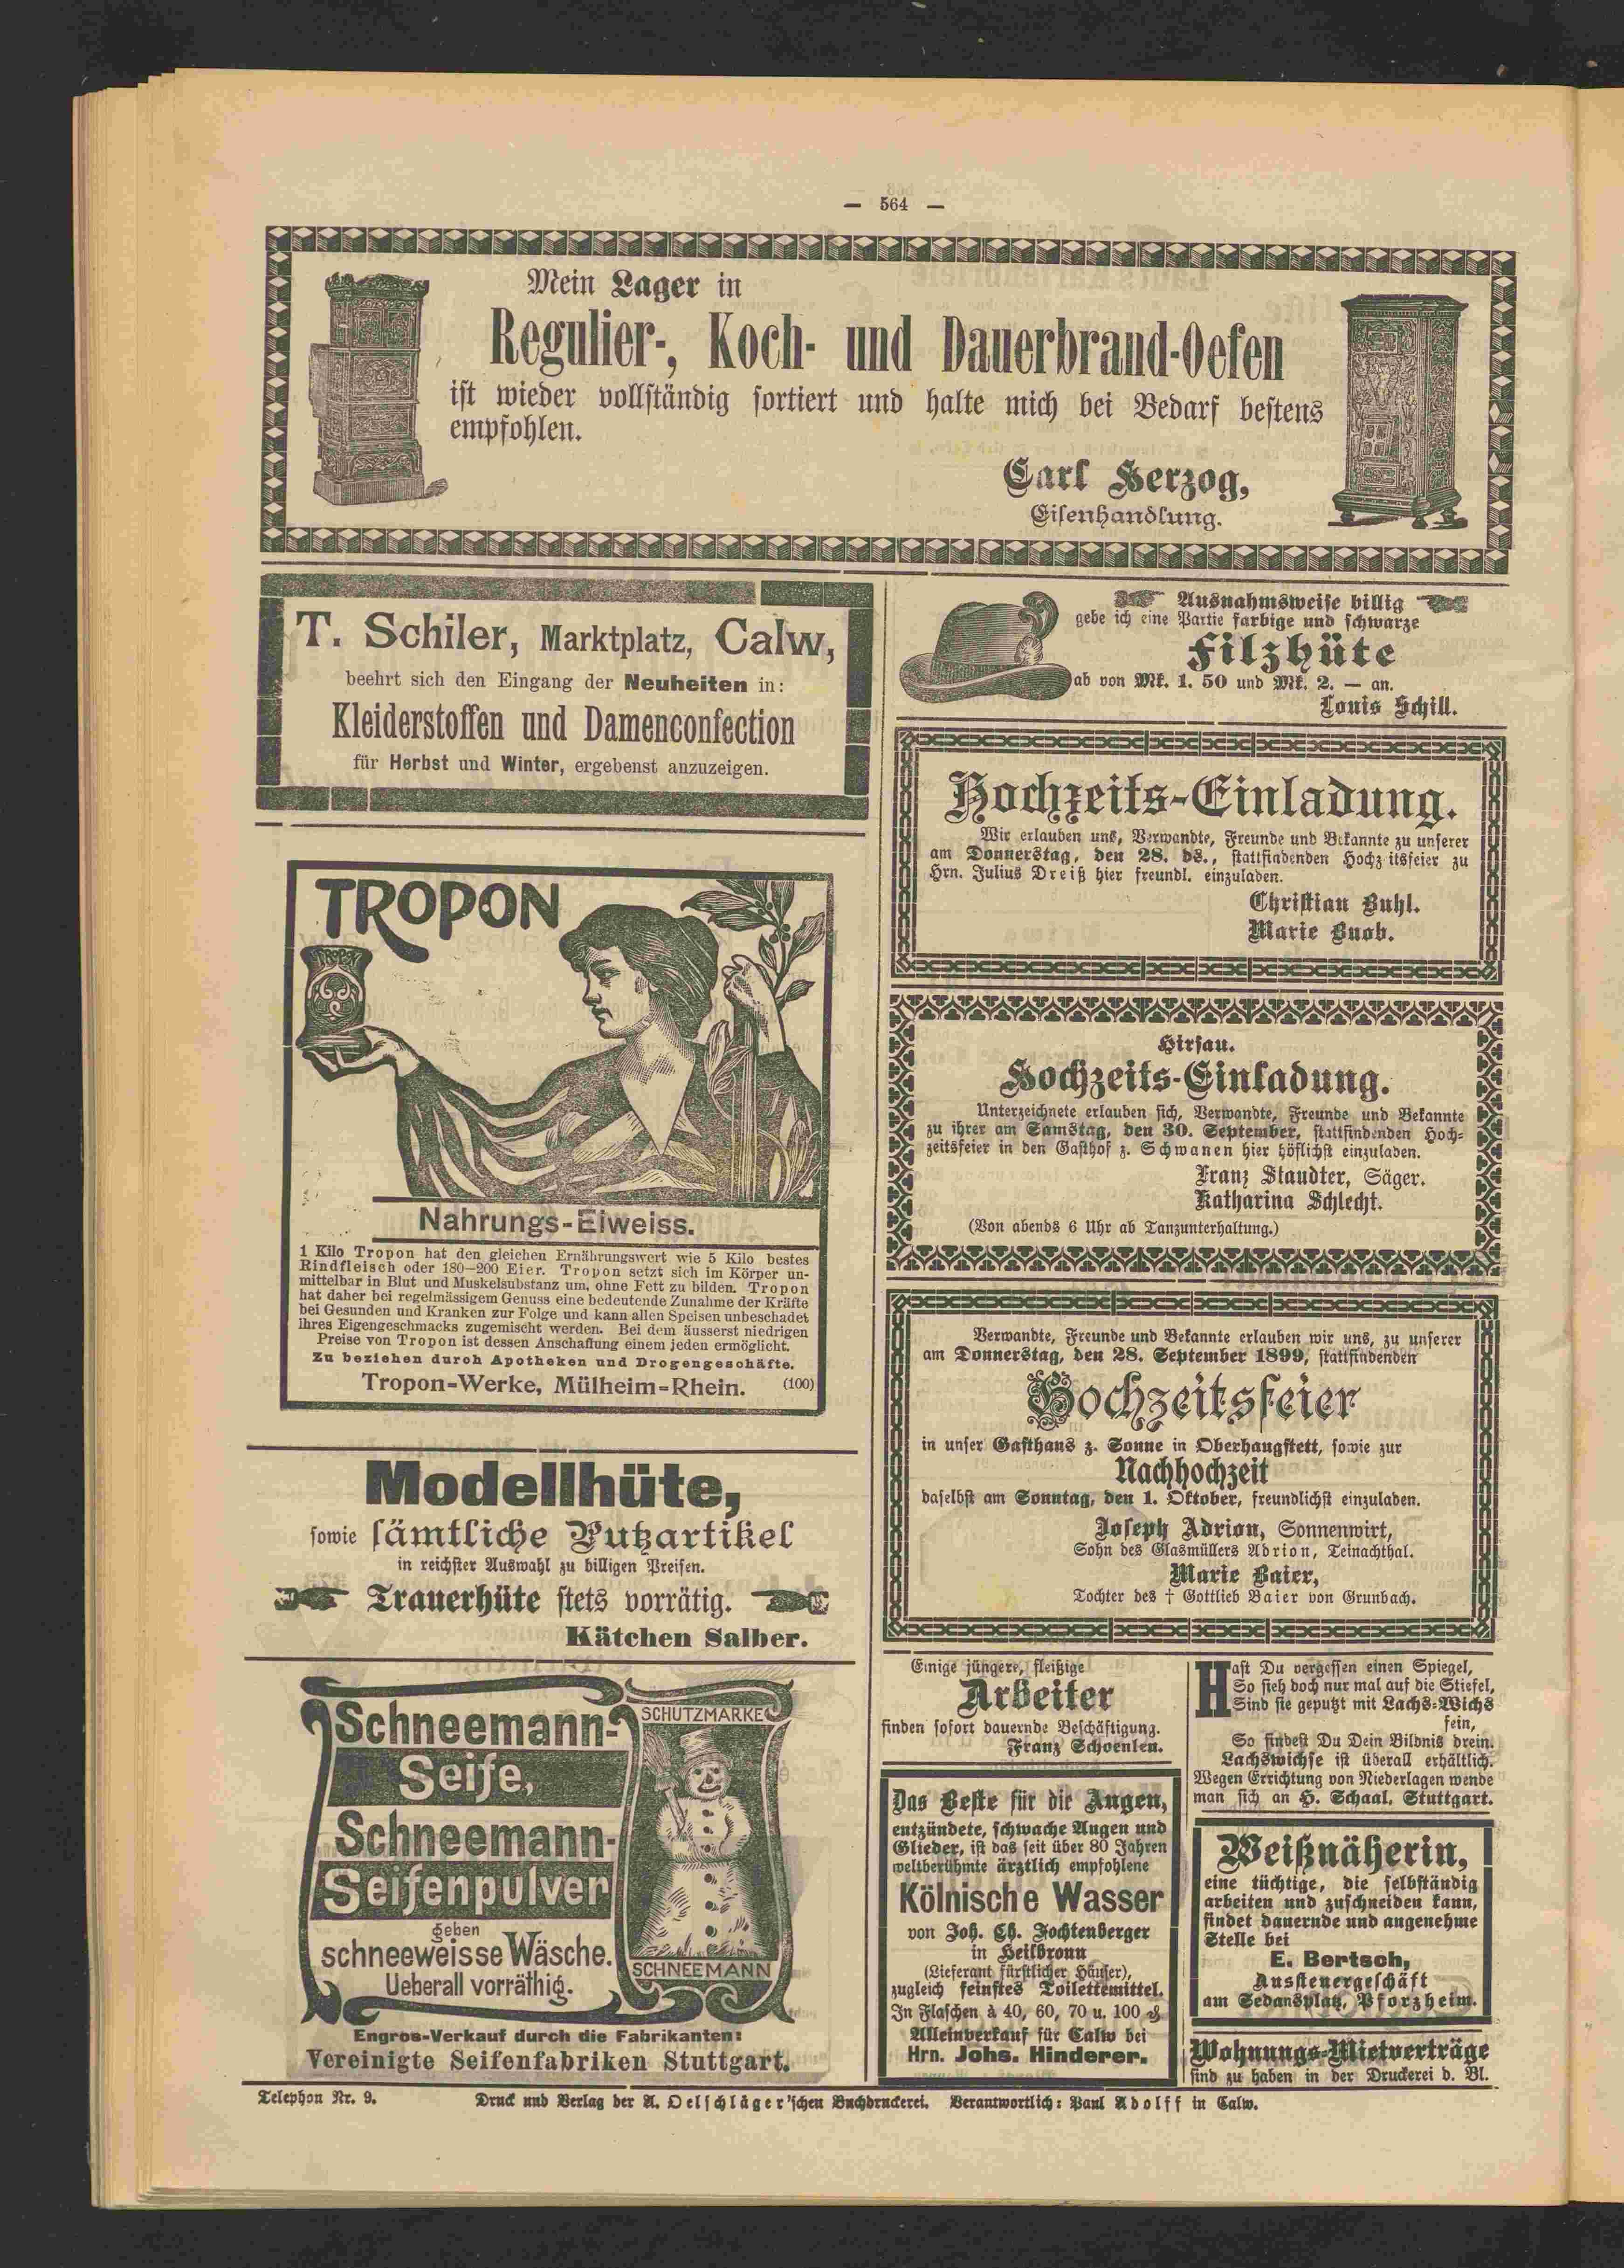 — 564 —
Mein Lager in
Regulier-, Koch- und Dauerbrand-Oefen
ist wieder vollständig sortiert und halte mich bei Bedarf bestens
empfohlen.
Carl Herzog,
Eisenhandlung.
T. Schiler, Marktplatz, Calw,
beehrt sich den Eingang der Neuheiten in:
Kleiderstoffen und Damenconfection
für Herbst und Winter, ergebenst anzuzeigen.
TROPON
TROPON
Nahrungs-Eiweiss.
1 Kilo Tropon hat den gleichen Ernährungswert wie 5 Kilo bestes
Rindfleisch oder 180—200 Eier. Tropon setzt sich im Körper un-
mittelbar in Blut und Muskelsubstanz um, ohne Fett zu bilden. Tropon
hat daher bei regelmässigem Genuss eine bedeutende Zunahme der Kräfte
bei Gesunden und Kranken zur Folge und kann allen Speisen unbeschadet
ihres Eigengeschmacks zugemischt werden. Bei dem äusserst niedrigen
Preise von Tropon ist dessen Anschaffung einem jeden ermöglicht.
Zu beziehen durch Apotheken und Drogengeschäfte.
Tropon-Werke, Mülheim-Rhein. (100)
Modellhüte,
sowie sämtliche Putzartikel
in reichster Auswahl zu billigen Preisen.
Trauerhüte stets vorrätig.
Kätchen Salber.
Schneemann-
Seife,
Schneemann-
Seifenpulver
geben
schneeweisse Wäsche.
Ueberall vorräthig.
SCHUTZMARKE
SCHNEEMANN
Engros-Verkauf durch die Fabrikanten:
Vereinigte Seifenfabriken Stuttgart.
Ausnahmsweise billig
gebe ich eine Partie farbige und schwarze
Filzhüte
ab von Mk. 1. 50 und Mk. 2. — an.
Louis Schill.
Hochzeits-Einladung.
Wir erlauben uns, Verwandte, Freunde und Bekannte zu unserer
am Donnerstag, den 28. ds., stattfindenden Hochzeitsfeier zu
Hrn. Julius Dreiß hier freundl. einzuladen.
Christian Buhl.
Marie Buob.
Hirsau.
Hochzeits-Einladung.
Unterzeichnete erlauben sich, Verwandte, Freunde und Bekannte
zu ihrer am Samstag, den 30. September, stattfindenden Hoch-
zeitsfeier in den Gasthof z. Schwanen hier höflichst einzuladen.
Franz Staudter, Säger.
Katharina Schlecht.
(Von abends 6 Uhr ab Tanzunterhaltung.)
Verwandte, Freunde und Bekannte erlauben wir uns, zu unserer
am Donnerstag, den 28. September 1899, stattfindenden
Hochzeitsfeier
in unser Gasthaus z. Sonne in Oberhaugstett, sowie zur
Nachhochzeit
daselbst am Sonntag, den 1. Oktober, freundlichst einzuladen.
Joseph Adrion, Sonnenwirt,
Sohn des Glasmüllers Adrion, Teinachthal.
Marie Baier,
Tochter des † Gottlieb Baier von Grunbach.
Einige jüngere, fleißige
Arbeiter
finden sofort dauernde Beschäftigung.
Franz Schoenlen.
Das Beste für die Augen,
entzündete, schwache Augen und
Glieder, ist das seit über 80 Jahren
weltberühmte ärztlich empfohlene
Kölnische Wasser
von Joh. Ch. Fochtenberger
in Heilbronn
(Lieferant fürstlicher Häuser),
zugleich feinstes Toilettemittel.
In Flaschen à 40, 60, 70 u. 100 ₰
Alleinverkauf für Calw bei
Hrn. Johs. Hinderer.
Hast Du vergessen einen Spiegel,
So sieh doch nur mal auf die Stiefel,
Sind sie geputzt mit Lachs-Wichs
fein,
So findest Du Dein Bildnis drein.
Lachswichse ist überall erhältlich.
Wegen Errichtung von Niederlagen wende
man sich an H. Schaal, Stuttgart.
Weißnäherin,
eine tüchtige, die selbständig
arbeiten und zuschneiden kann,
findet dauernde und angenehme
Stelle bei
E. Bertsch,
Aussteuergeschäft
am Sedansplatz, Pforzheim.
Wohnungs-Mietverträge
sind zu haben in der Druckerei d. Bl.
Telephon Nr. 9. Druck und Verlag der A. Oelschläger'schen Buchdruckerei. Verantwortlich: Paul Adolff in Calw.